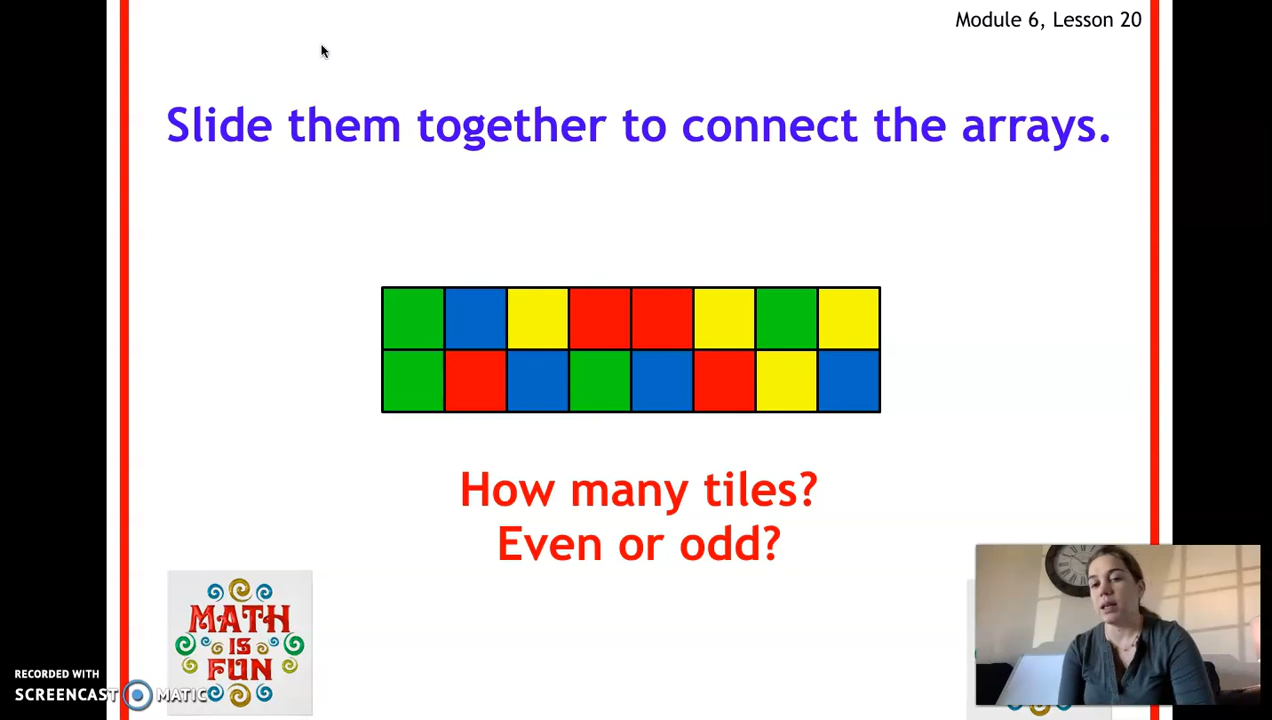 Module 6, Lesson 20
Slide them together to connect the arrays.
How many tiles?
Even or odd?
MATH
IS
FUN
RECORDED WITH
SCREENCAST MATIC